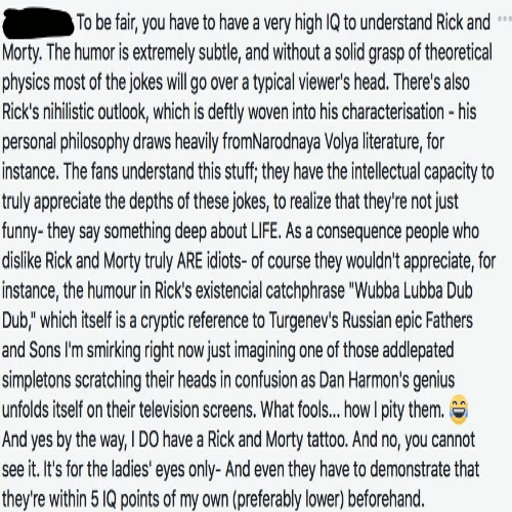 To be fair, you have to have a very high IQ to understand Rick and
Morty. The humor is extremely subtle, and without a solid grasp of theoretical
physics most of the jokes will go over a typical viewer's head. There's also
Rick's nihilistic outlook, which is deftly woven into his characterisation - his
personal philosophy draws heavily fromNarodnaya Volya literature, for
instance. The fans understand this stuff; they have the intellectual capacity to
truly appreciate the depths of these jokes, to realize that they're not just
funny- they say something deep about LIFE. As a consequence people who
dislike Rick and Morty truly ARE idiots- of course they wouldn't appreciate, for
instance, the humour in Rick's existencial catchphrase "Wubba Lubba Dub
Dub," which itself is a cryptic reference to Turgenev's Russian epic Fathers
and Sons I'm smirking right now just imagining one of those addlepated
simpletons scratching their heads in confusion as Dan Harmon's genius
unfolds itself on their television screens. What fools... how I pity them. 😂
And yes by the way, I DO have a Rick and Morty tattoo. And no, you cannot
see it. It's for the ladies' eyes only- And even they have to demonstrate that
they're within 5 IQ points of my own (preferably lower) beforehand.